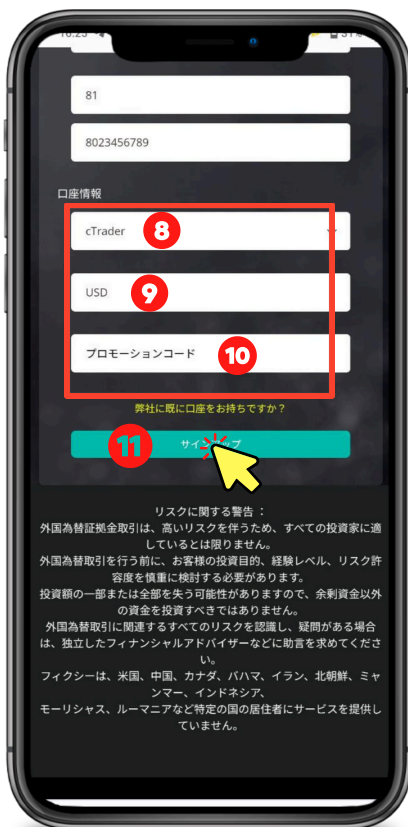 81
8023456789
口座情報
cTrader 8
USD 9
プロモーションコード 10
弊社に既に口座をお持ちですか？
11
リスクに関する警告 :
外国為替証拠金取引は、高いリスクを伴うため、すべての投資家に適
しているとは限りません。
外国為替取引を行う前に、お客様の投資目的、経験レベル、リスク許
容度を慎重に検討する必要があります。
投資額の一部または全部を失う可能性がありますので、余剰資金以外
の資金を投資すべきではありません。
外国為替取引に関連するすべてのリスクを認識し、疑問がある場合
は、独立したフィナンシャルアドバイザーなどに助言を求めてくださ
い。
フィクシーは、米国、中国、カナダ、バハマ、イラン、北朝鮮、ミャ
ンマー、インドネシア、
モーリシャス、ルーマニアなど特定の国の居住者にサービスを提供し
ていません。